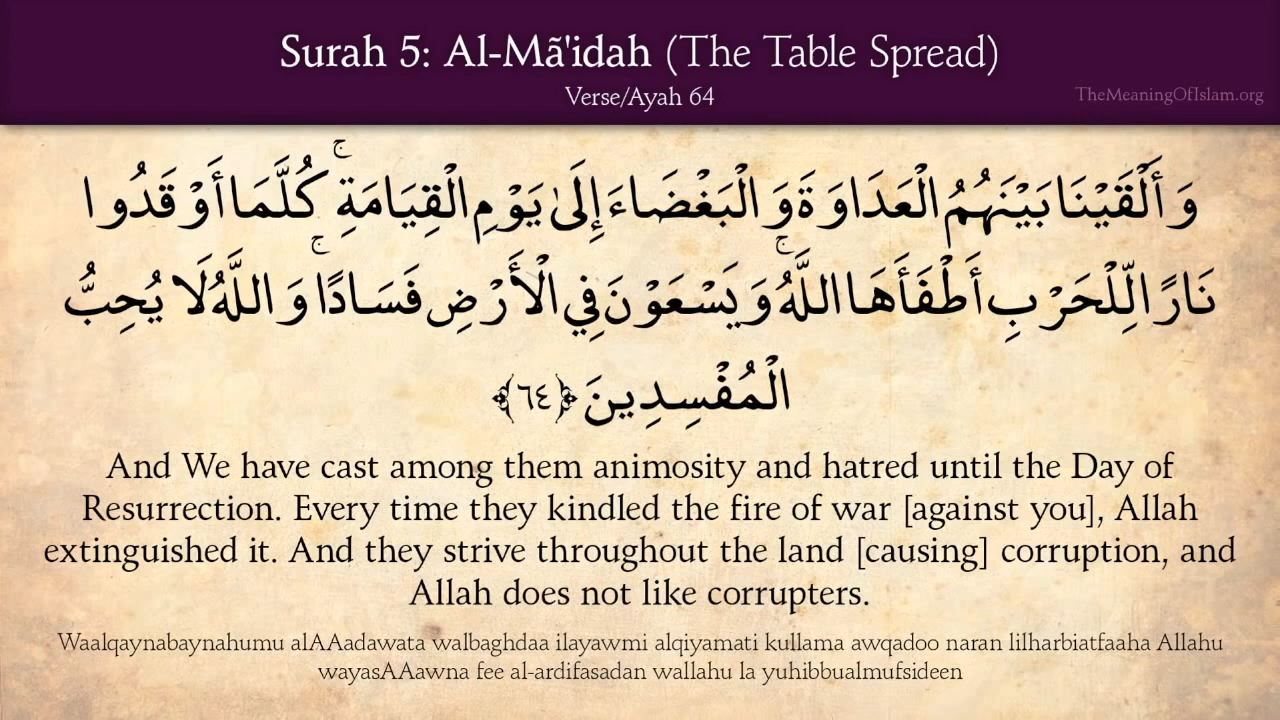 Surah 5: Al-Mã'idah (The Table Spread)
Verse/Ayah 64
TheMeaningOfIslam.org
وَأَلْقَيْنَا بَيْنَهُمُ الْعَدَاوَةَ وَالْبَغْضَاءَ إِلَىٰ يَوْمِ الْقِيَامَةِ ۚ كُلَّمَا أَوْقَدُوا
نَارًا لِّلْحَرْبِ أَطْفَأَهَا اللَّهُ ۚ وَيَسْعَوْنَ فِي الْأَرْضِ فَسَادًا ۚ وَاللَّهُ لَا يُحِبُّ
الْمُفْسِدِينَ ﴿٦٤﴾
And We have cast among them animosity and hatred until the Day of
Resurrection. Every time they kindled the fire of war [against you], Allah
extinguished it. And they strive throughout the land [causing] corruption, and
Allah does not like corrupters.
Waalqaynabaynahumu alAAadawata walbaghdaa ilayawmi alqiyamati kullama awqadoo naran lilharbiatfaaha Allahu
wayasAAawna fee al-ardifasadan wallahu la yuhibbualmufsideen